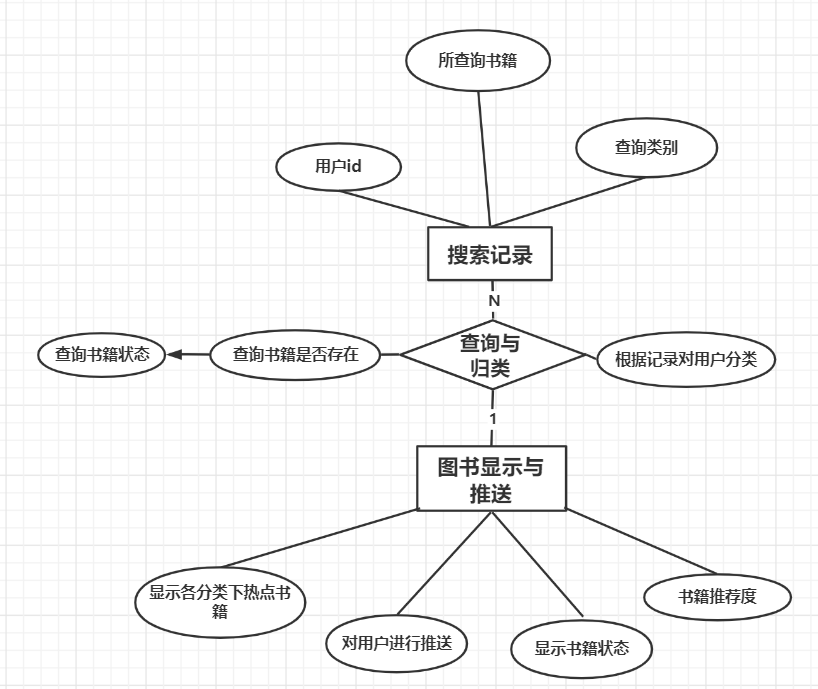 所查询书籍
查询类别
用户id
搜索记录
N
查询书籍状态
查询书籍是否存在
查询与
归类
根据记录对用户分类
1
图书显示与
推送
显示各分类下热点书
籍
对用户进行推送
显示书籍状态
书籍推荐度